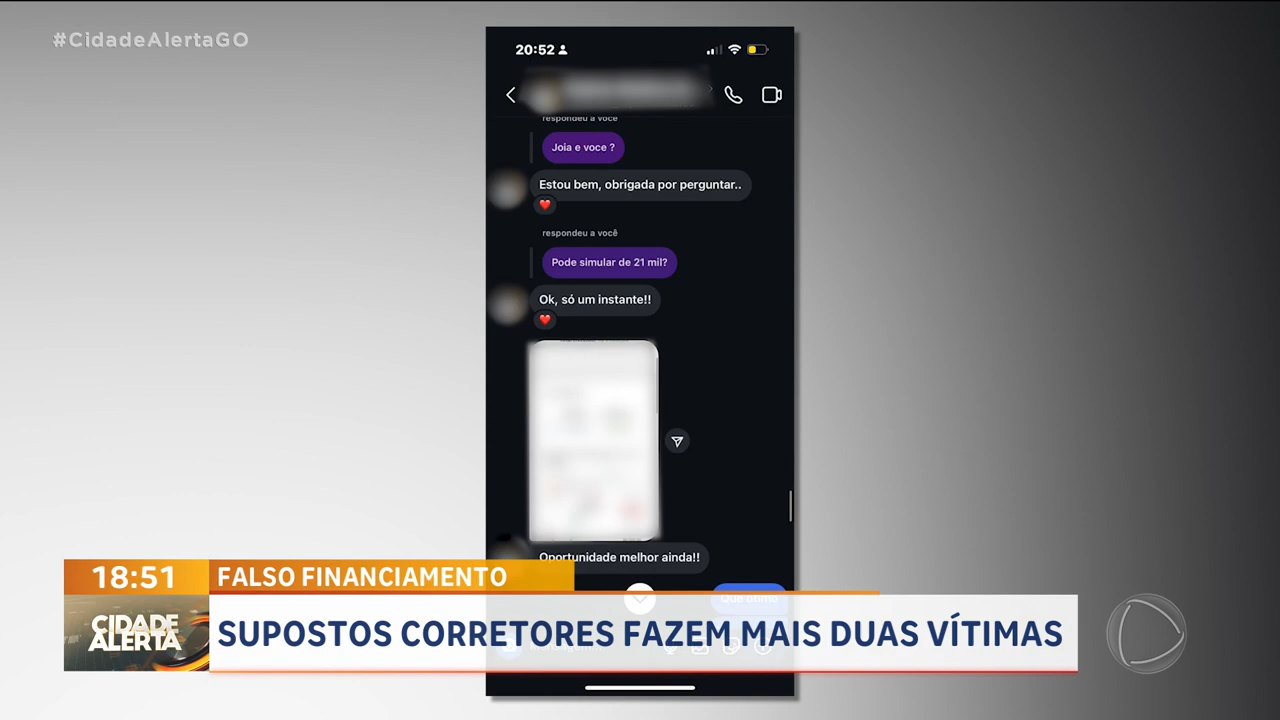 #CidadeAlertaGO
20:52
respondeu a você
Joia e voce ?
Estou bem, obrigada por perguntar..
respondeu a você
Pode simular de 21 mil?
Ok, só um instante!!
Oportunidade melhor ainda!!
18:51
FALSO FINANCIAMENTO
CIDADE
ALERTA
SUPOSTOS CORRETORES FAZEM MAIS DUAS VÍTIMAS